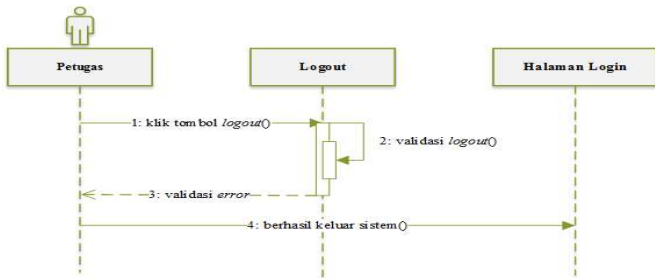 Petugas
Logout
Halaman Login
1: klik tombol logout()
2: validasi logout()
3: validasi error
4: berhasil keluar sistem()